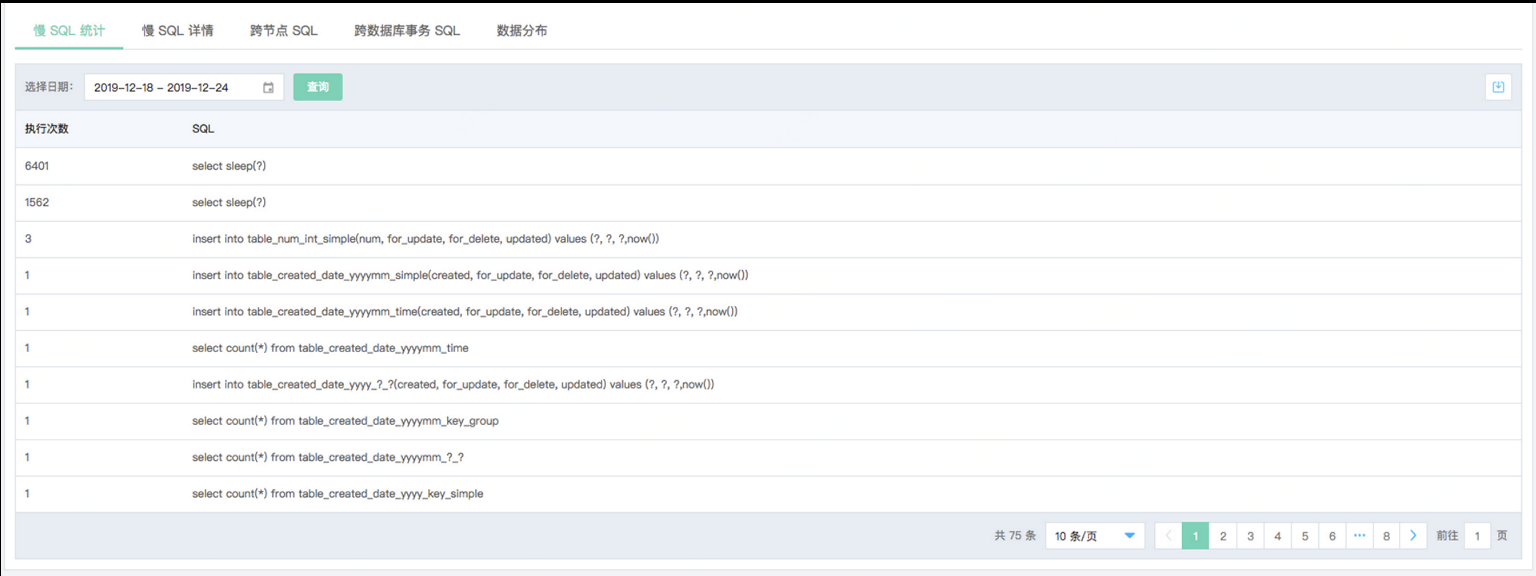 慢 SQL 统计 慢 SQL 详情 跨节点 SQL 跨数据库事务 SQL 数据分布
选择日期: 2019-12-18 - 2019-12-24 查询
执行次数 SQL
6401 select sleep(?)
1562 select sleep(?)
3 insert into table_num_int_simple(num, for_update, for_delete, updated) values (?, ?, ?,now())
1 insert into table_created_date_yyyymm_simple(created, for_update, for_delete, updated) values (?, ?, ?,now())
1 insert into table_created_date_yyyymm_time(created, for_update, for_delete, updated) values (?, ?, ?,now())
1 select count(*) from table_created_date_yyyymm_time
1 insert into table_created_date_yyyy_?_?(created, for_update, for_delete, updated) values (?, ?, ?,now())
1 select count(*) from table_created_date_yyyymm_key_group
1 select count(*) from table_created_date_yyyymm_?_?
1 select count(*) from table_created_date_yyyy_key_simple
共 75 条 10 条/页 1 2 3 4 5 6 ··· 8 前往 1 页